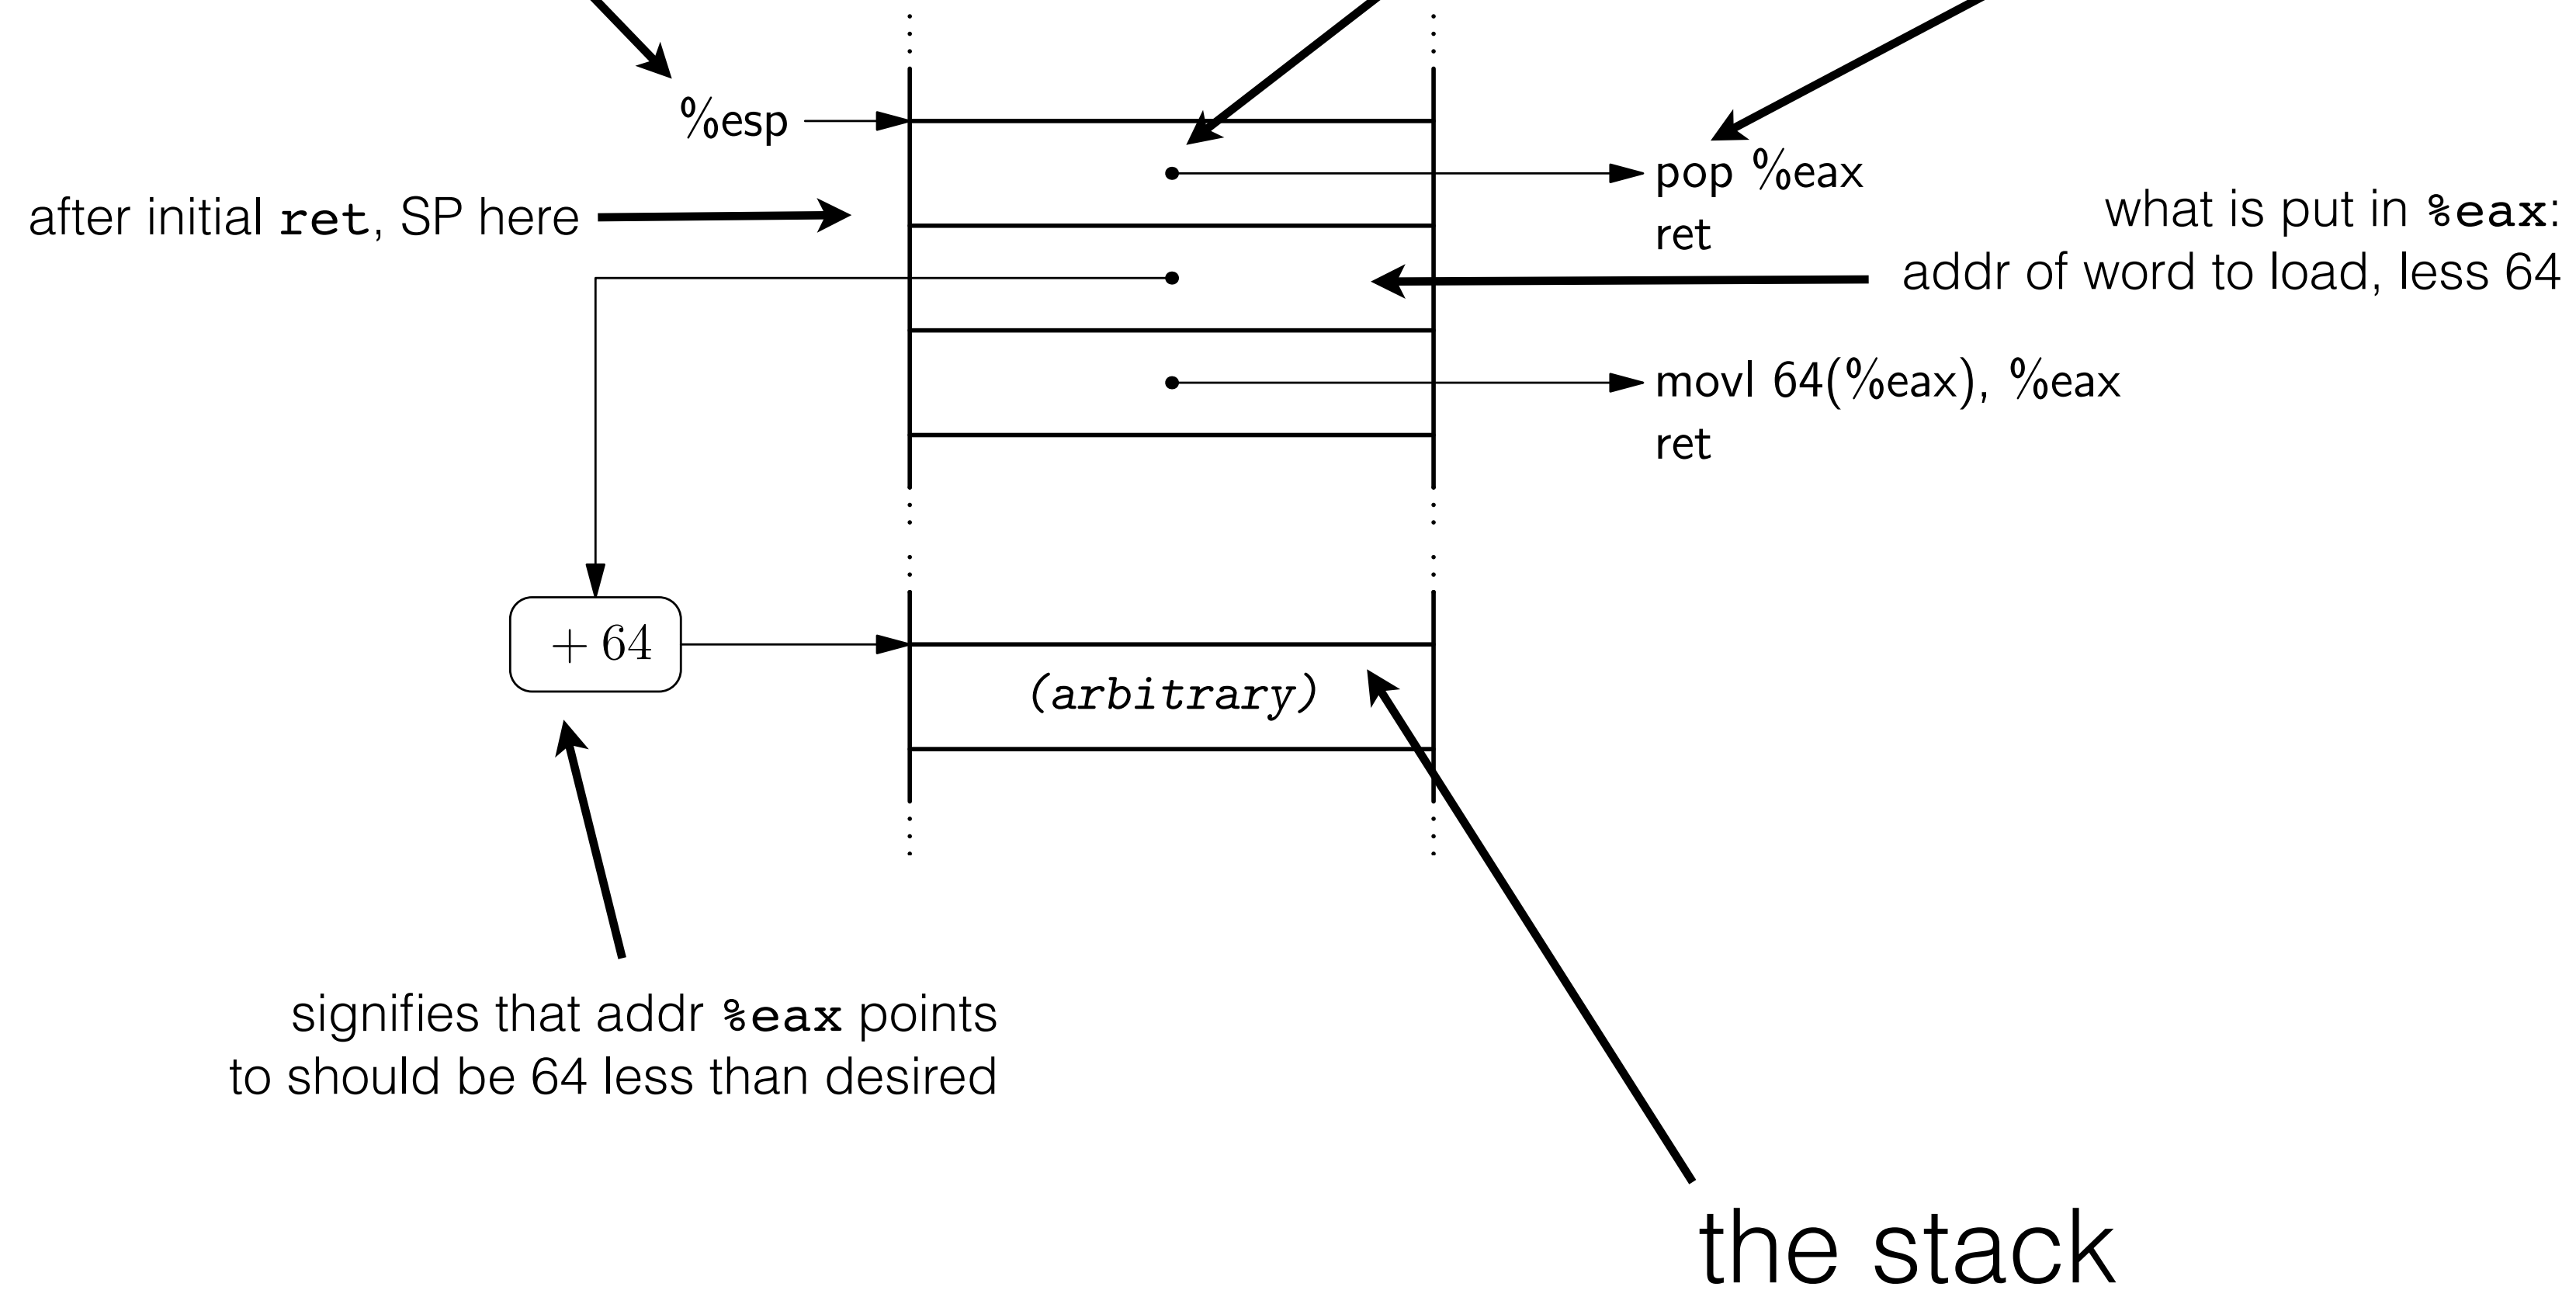 %esp
pop %eax
ret
after initial ret, SP here
what is put in %eax:
addr of word to load, less 64
movl 64(%eax), %eax
ret
+ 64
(arbitrary)
signifies that addr %eax points
to should be 64 less than desired
the stack